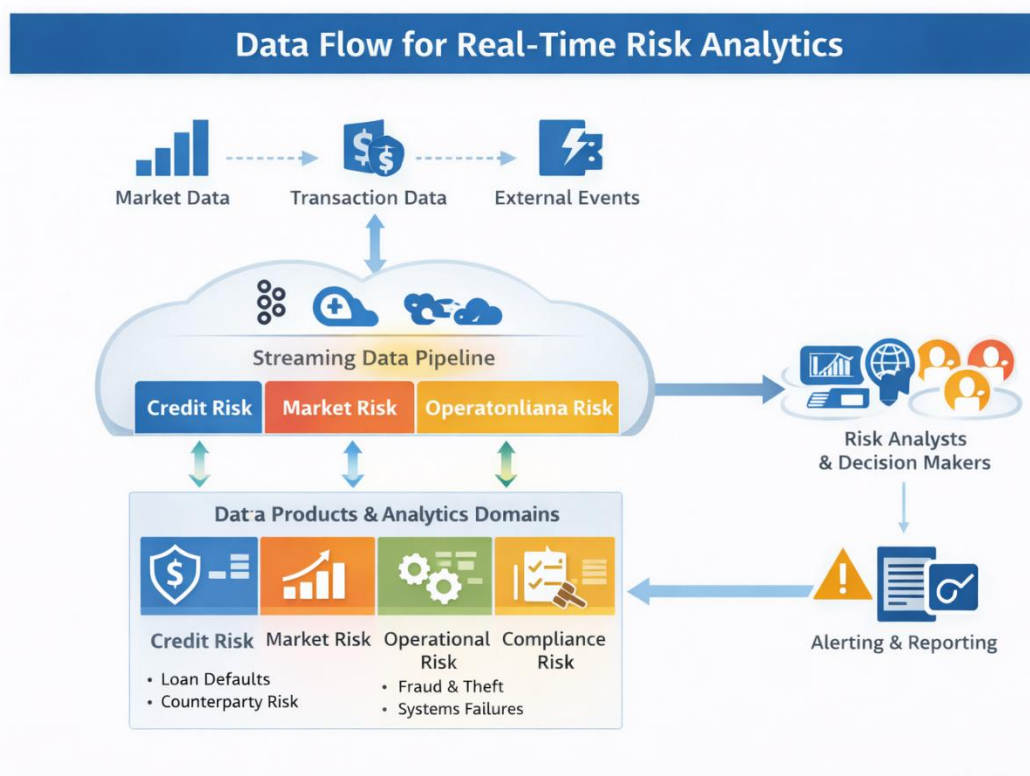 Data Flow for Real-Time Risk Analytics
Market Data
Transaction Data
External Events
$
$
Streaming Data Pipeline
Credit Risk
Market Risk
Operatonliana Risk
Risk Analysts
& Decision Makers
Data Products & Analytics Domains
$
Credit Risk
Market Risk
Operational
Risk
Compliance
Risk
• Loan Defaults
• Counterparty Risk
• Fraud & Theft
• Systems Failures
!
Alerting & Reporting